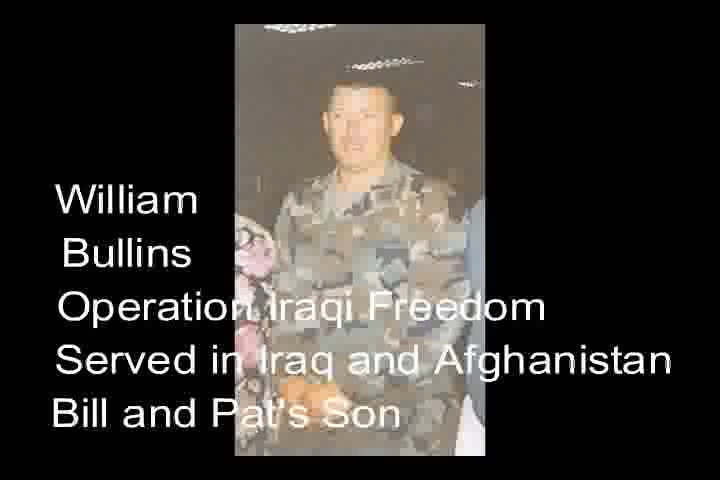 William
Bullins
Operation Iraqi Freedom
Served in Iraq and Afghanistan
Bill and Pat's Son